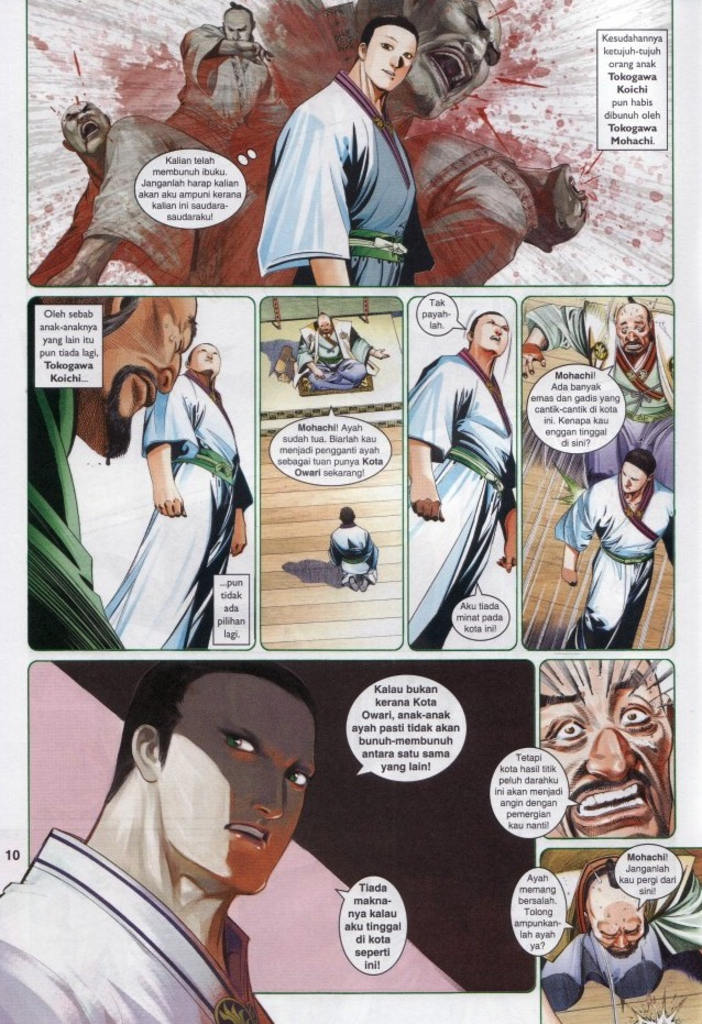 Kesudahannya
ketujuh-tujuh
orang anak
Tokogawa
Koichi
pun habis
dibunuh oleh
Tokogawa
Mohachi.
Kalian telah
membunuh ibuku.
Janganlah harap kalian
akan aku ampuni kerana
kalian ini saudara-
saudaraku!
Oleh sebab
anak-anaknya
yang lain itu
pun tiada lagi,
Tokogawa
Koichi...
...pun
tidak
ada
pilihan
lagi.
Mohachi! Ayah
sudah tua. Biarlah kau
menjadi pengganti ayah
sebagai tuan punya Kota
Owari sekarang!
Tak
payah-
lah.
Aku tiada
minat pada
kota ini!
Mohachi!
Ada banyak
emas dan gadis yang
cantik-cantik di kota
ini. Kenapa kau
enggan tinggal
di sini?
Kalau bukan
kerana Kota
Owari, anak-anak
ayah pasti tidak akan
bunuh-membunuh
antara satu sama
yang lain!
Tiada
makna-
nya kalau
aku tinggal
di kota
seperti
ini!
Tetapi
kota hasil titik
peluh darahku
ini akan menjadi
angin dengan
pemergian
kau nanti!
Mohachi!
Janganlah
kau pergi dari
sini!
Ayah
memang
bersalah.
Tolong
ampunkan-
lah ayah
ya?
10